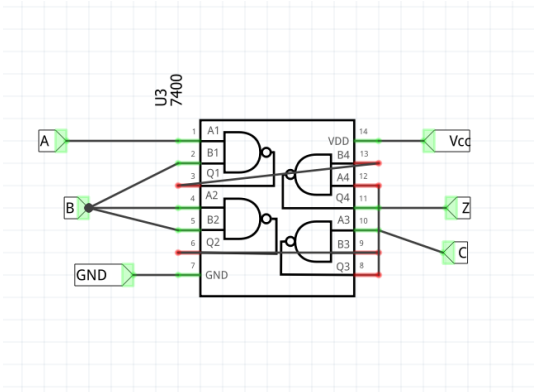 U3
7400
A
B
GND
1
2
3
4
5
6
7
A1
B1
Q1
A2
B2
Q2
GND
VDD
B4
A4
Q4
A3
B3
Q3
14
13
12
11
10
9
8
Vcc
Z
C